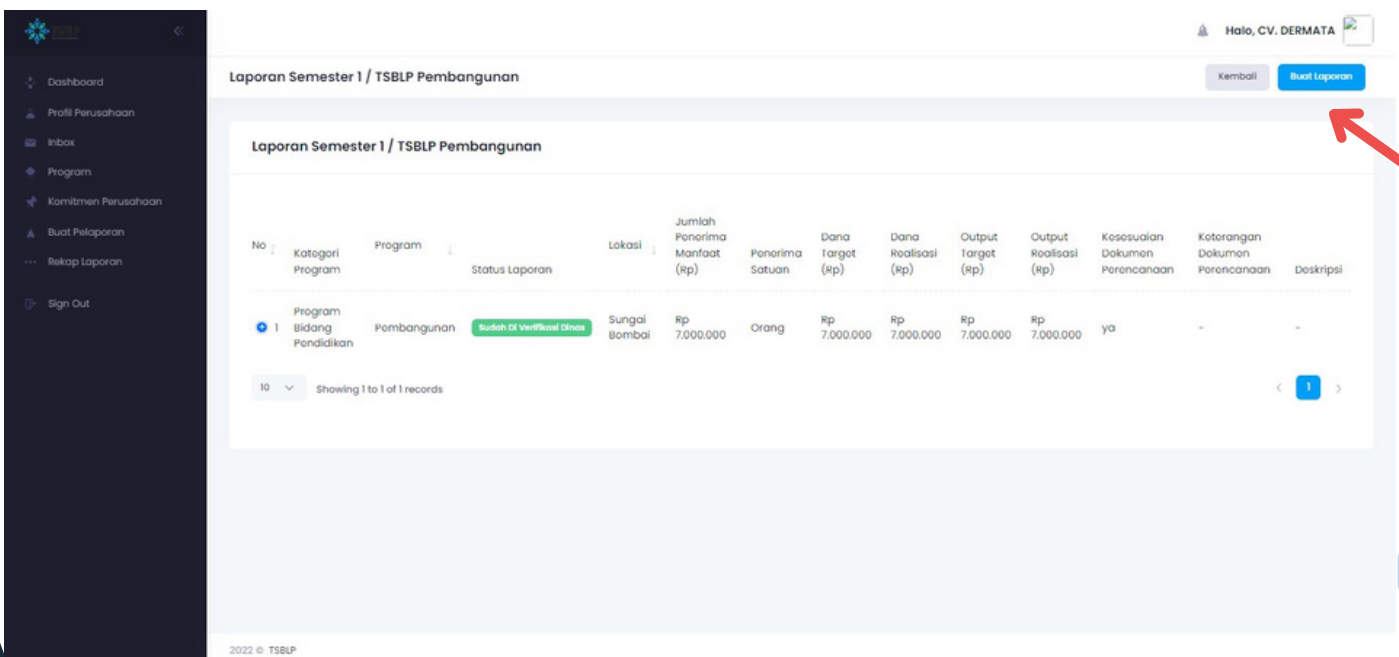 Halo, CV. DERMATA
Dashboard
Profil Perusahaan
Inbox
Program
Komitmen Perusahaan
Buat Pelaporan
Rekap Laporan
Sign Out
Laporan Semester 1 / TSBLP Pembangunan
Kembali
Buat Laporan
Laporan Semester 1 / TSBLP Pembangunan
No
Kategori
Program
Program
Status Laporan
Lokasi
Jumlah
Penerima
Manfaat
(Rp)
Penerima
Satuan
Dana
Target
(Rp)
Dana
Realisasi
(Rp)
Output
Target
(Rp)
Output
Realisasi
(Rp)
Kesesuaian
Dokumen
Perencanaan
Keterangan
Dokumen
Perencanaan
Deskripsi
1
Program
Bidang
Pendidikan
Pembangunan
Sudah Di Verifikasi Dinas
Sungai
Bambai
Rp
7.000.000
Orang
Rp
7.000.000
Rp
7.000.000
Rp
7.000.000
Rp
7.000.000
ya
-
-
10
Showing 1 to 1 of 1 records
1
2022 © TSBLP